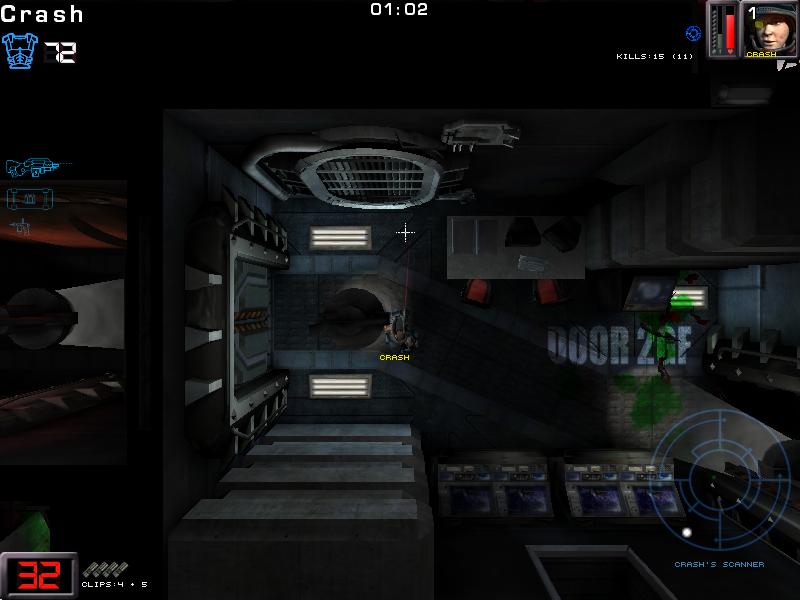 Crash
01:02
72
1
KILLS:15 (11)
CRASH
CRASH
DOOR 2
32
CLIPS:4 + 5
CRASH'S SCANNER